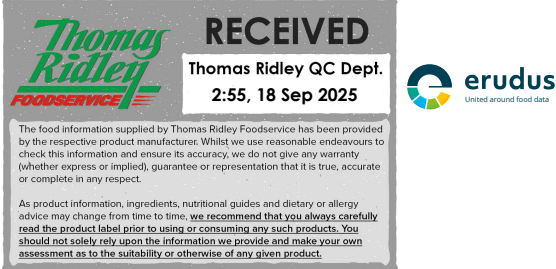 Thomas
Ridley
FOODSERVICE
RECEIVED
Thomas Ridley QC Dept.
2:55, 18 Sep 2025
The food information supplied by Thomas Ridley Foodservice has been provided
by the respective product manufacturer. Whilst we use reasonable endeavours to
check this information and ensure its accuracy, we do not give any warranty
(whether express or implied), guarantee or representation that it is true, accurate
or complete in any respect.
As product information, ingredients, nutritional guides and dietary or allergy
advice may change from time to time, we recommend that you always carefully
read the product label prior to using or consuming any such products. You
should not solely rely upon the information we provide and make your own
assessment as to the suitability or otherwise of any given product.
erudus
United around food data